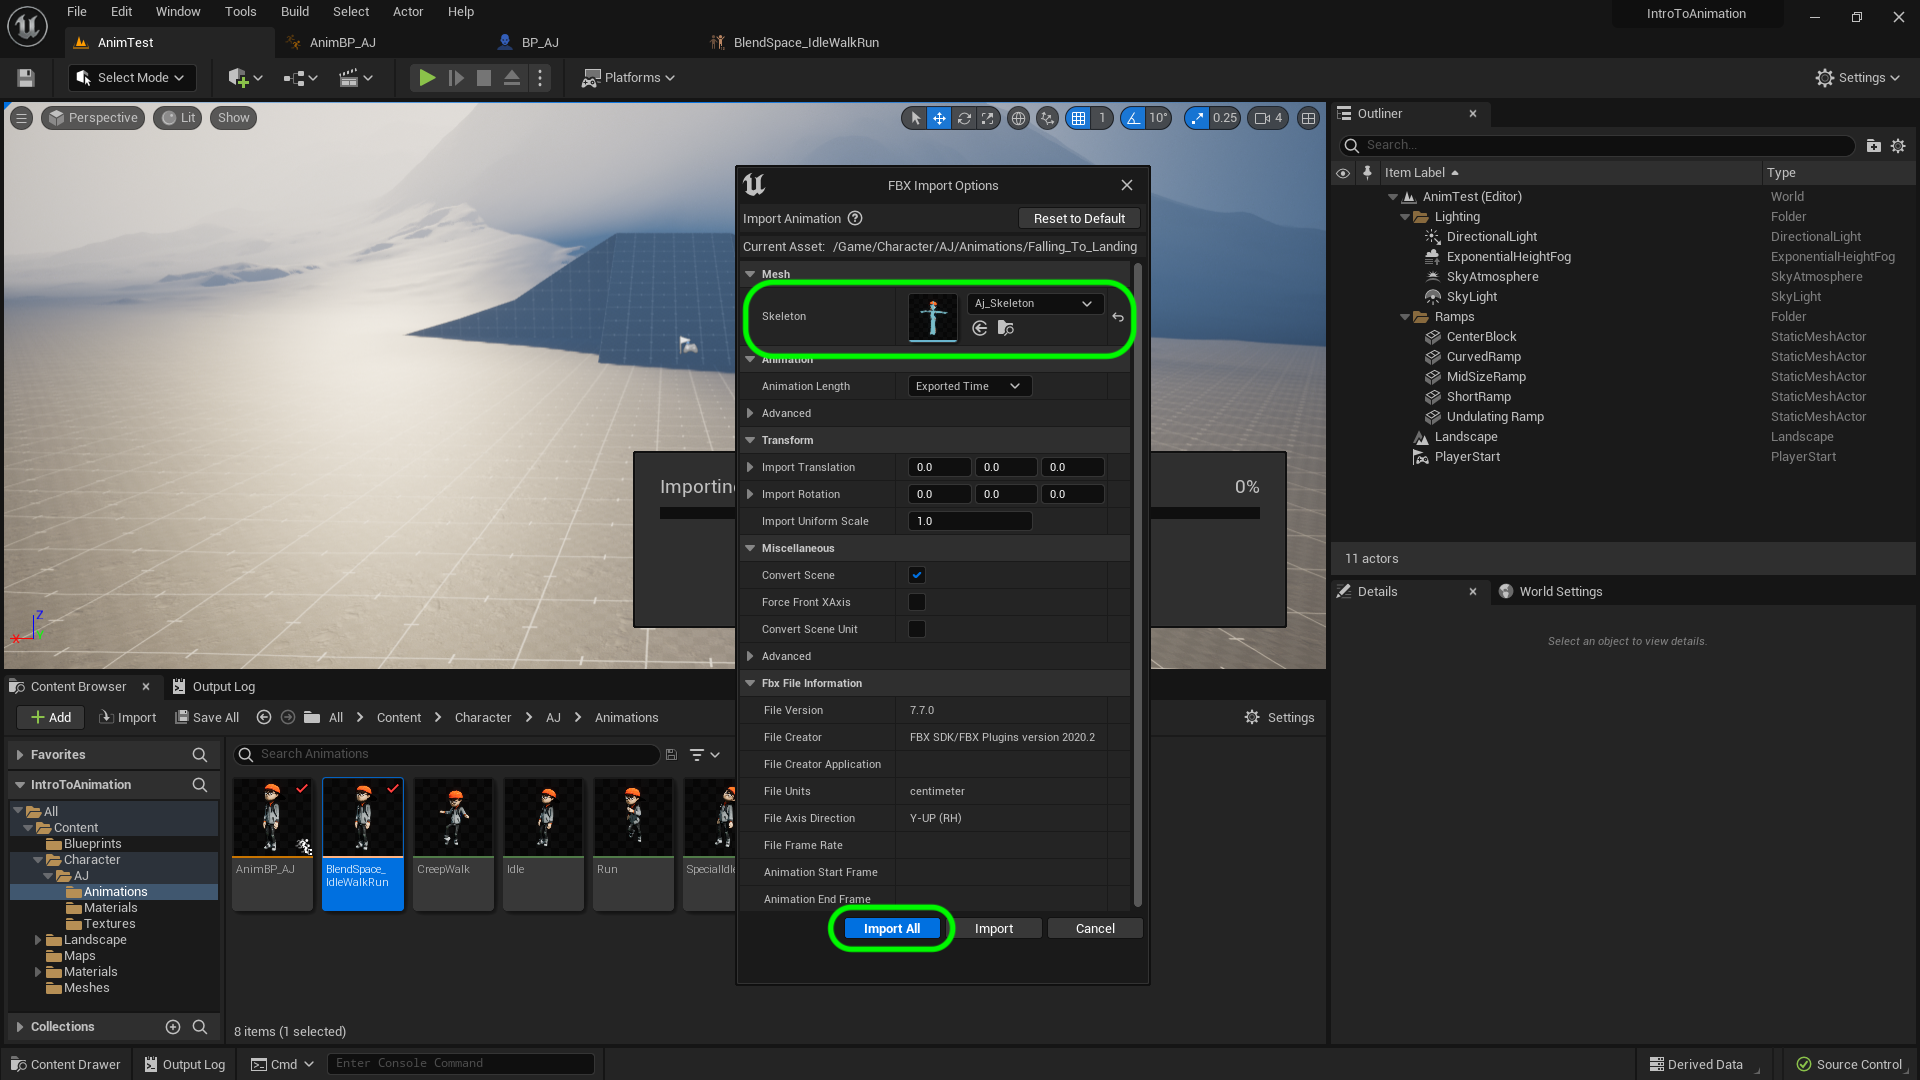 File Edit Window Tools Build Select Actor Help
IntroToAnimation
AnimTest
AnimBP_AJ
BP_AJ
BlendSpace_IdleWalkRun
Select Mode
Platforms
Settings
Perspective
Lit
Show
1
10°
0.25
4
Z
X
Importing
0%
FBX Import Options
Import Animation
Reset to Default
Current Asset: /Game/Character/AJ/Animations/Falling_To_Landing
Mesh
Skeleton
Aj_Skeleton
Animation
Animation Length
Exported Time
Advanced
Transform
Import Translation 0.0 0.0 0.0
Import Rotation 0.0 0.0 0.0
Import Uniform Scale 1.0
Miscellaneous
Convert Scene
Force Front XAxis
Convert Scene Unit
Advanced
Fbx File Information
File Version 7.7.0
File Creator FBX SDK/FBX Plugins version 2020.2
File Creator Application
File Units centimeter
File Axis Direction Y-UP (RH)
File Frame Rate
Animation Start Frame
Animation End Frame
Import All Import Cancel
Outliner
Search...
Item Label Type
AnimTest (Editor) World
Lighting Folder
DirectionalLight DirectionalLight
ExponentialHeightFog ExponentialHeightFog
SkyAtmosphere SkyAtmosphere
SkyLight SkyLight
Ramps Folder
CenterBlock StaticMeshActor
CurvedRamp StaticMeshActor
MidSizeRamp StaticMeshActor
ShortRamp StaticMeshActor
Undulating Ramp StaticMeshActor
Landscape Landscape
PlayerStart PlayerStart
11 actors
Details
World Settings
Select an object to view details.
Content Browser
Output Log
Add
Import
Save All
All Content Character AJ Animations
Settings
Favorites
Search Animations
IntroToAnimation
All
Content
Blueprints
Character
AJ
Animations
Materials
Textures
Landscape
Maps
Materials
Meshes
Collections
AnimBP_AJ
BlendSpace_
IdleWalkRun
CreepWalk
Idle
Run
SpecialIdle
8 items (1 selected)
Content Drawer
Output Log
Cmd
Enter Console Command
Derived Data
Source Control